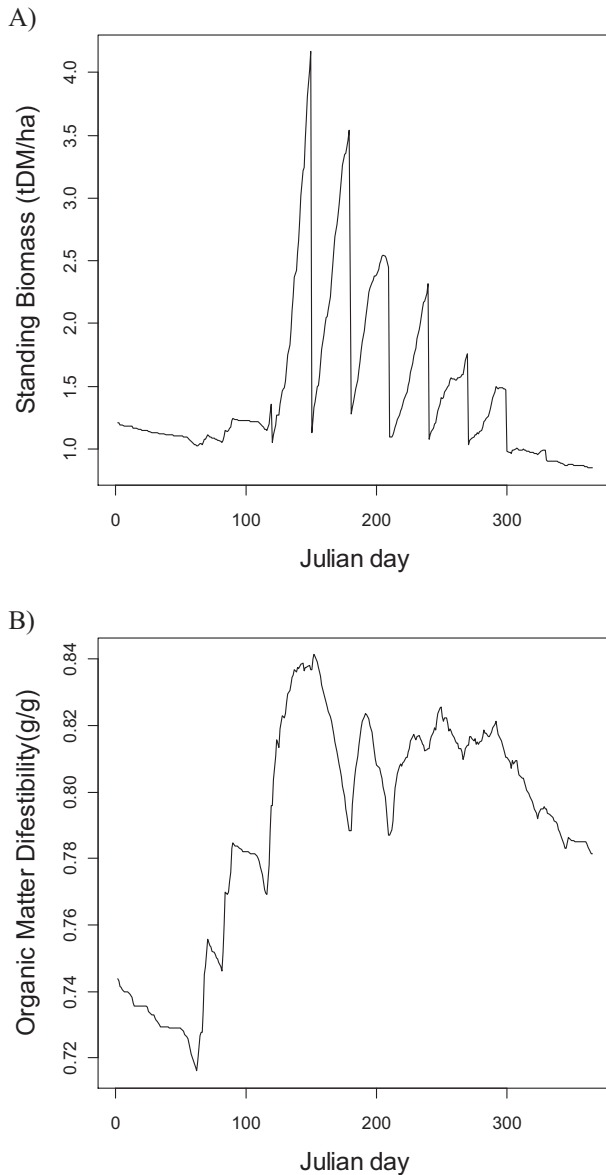 A)
Standing Biomass (tDM/ha)
4.0
3.5
3.0
2.5
2.0
1.5
1.0
0 100 200 300
Julian day
B)
Organic Matter Difestibility(g/g)
0.84
0.82
0.80
0.78
0.76
0.74
0.72
0 100 200 300
Julian day